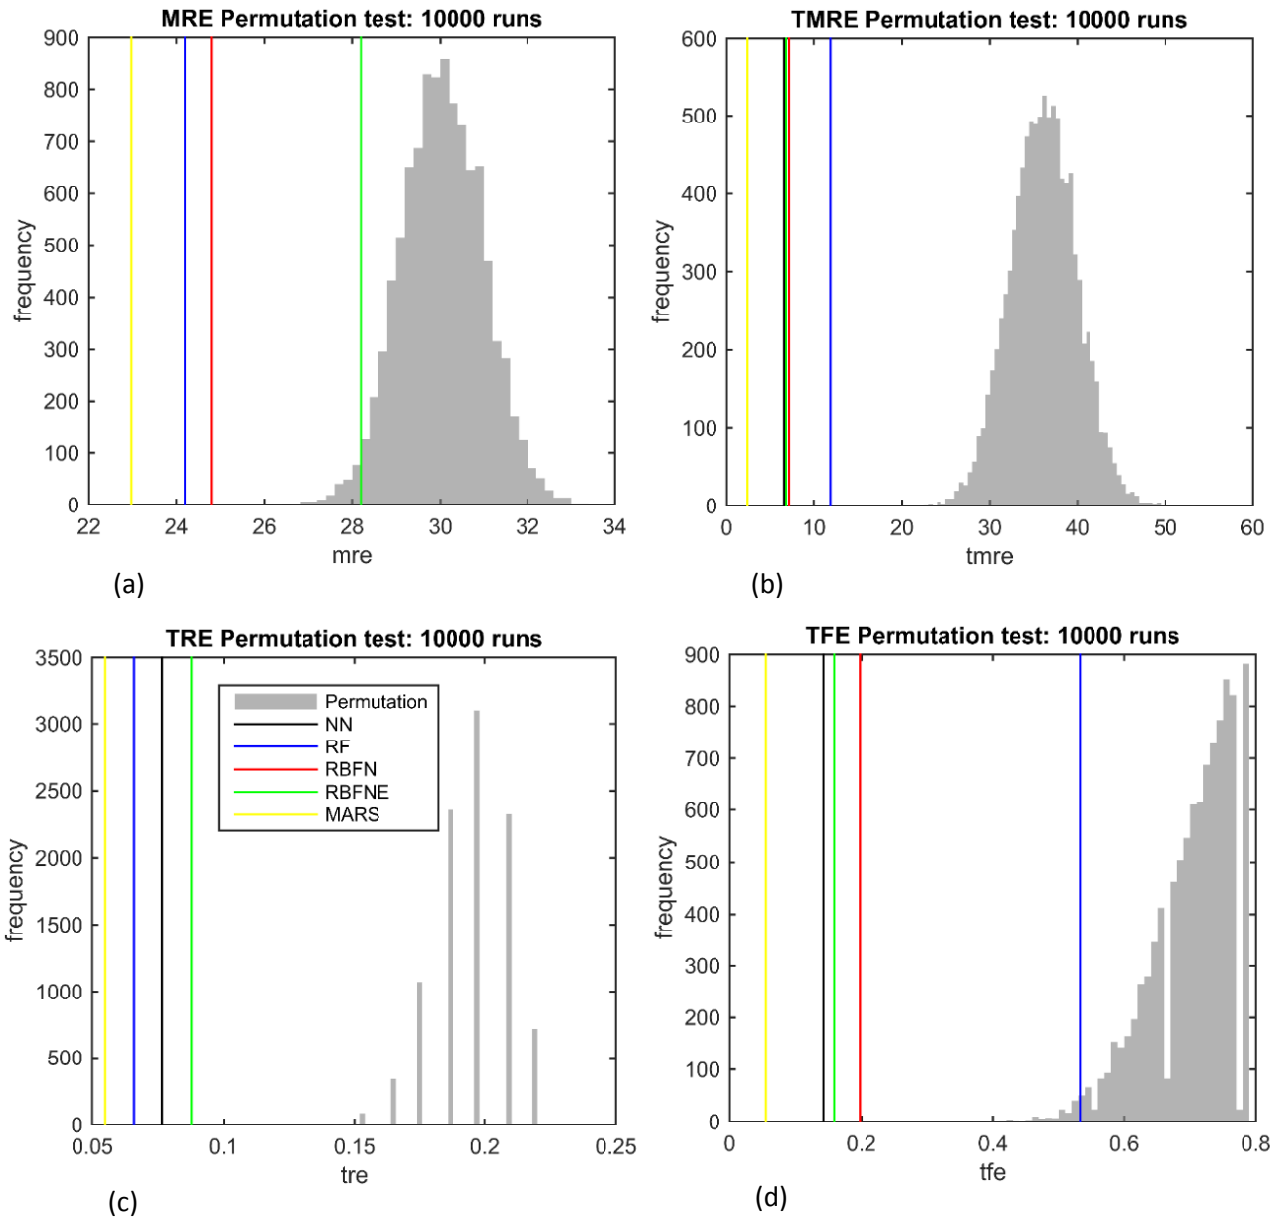 MRE Permutation test: 10000 runs
900
800
700
600
500
400
300
200
100
0
frequency
22 24 26 28 30 32 34
mre
(a)
TMRE Permutation test: 10000 runs
600
500
400
300
200
100
0
frequency
0 10 20 30 40 50 60
tmre
(b)
TRE Permutation test: 10000 runs
3500
3000
2500
2000
1500
1000
500
0
frequency
Permutation
NN
RF
RBFN
RBFNE
MARS
0.05 0.1 0.15 0.2 0.25
tre
(c)
TFE Permutation test: 10000 runs
900
800
700
600
500
400
300
200
100
0
frequency
0 0.2 0.4 0.6 0.8
tfe
(d)